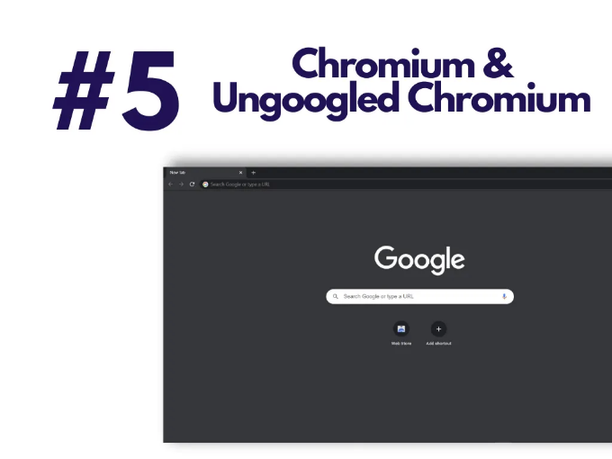 #5
Chromium &
Ungoogled Chromium
New Tab
Search Google or type a URL
Google
Search Google or type a URL
Web Store
Add shortcut